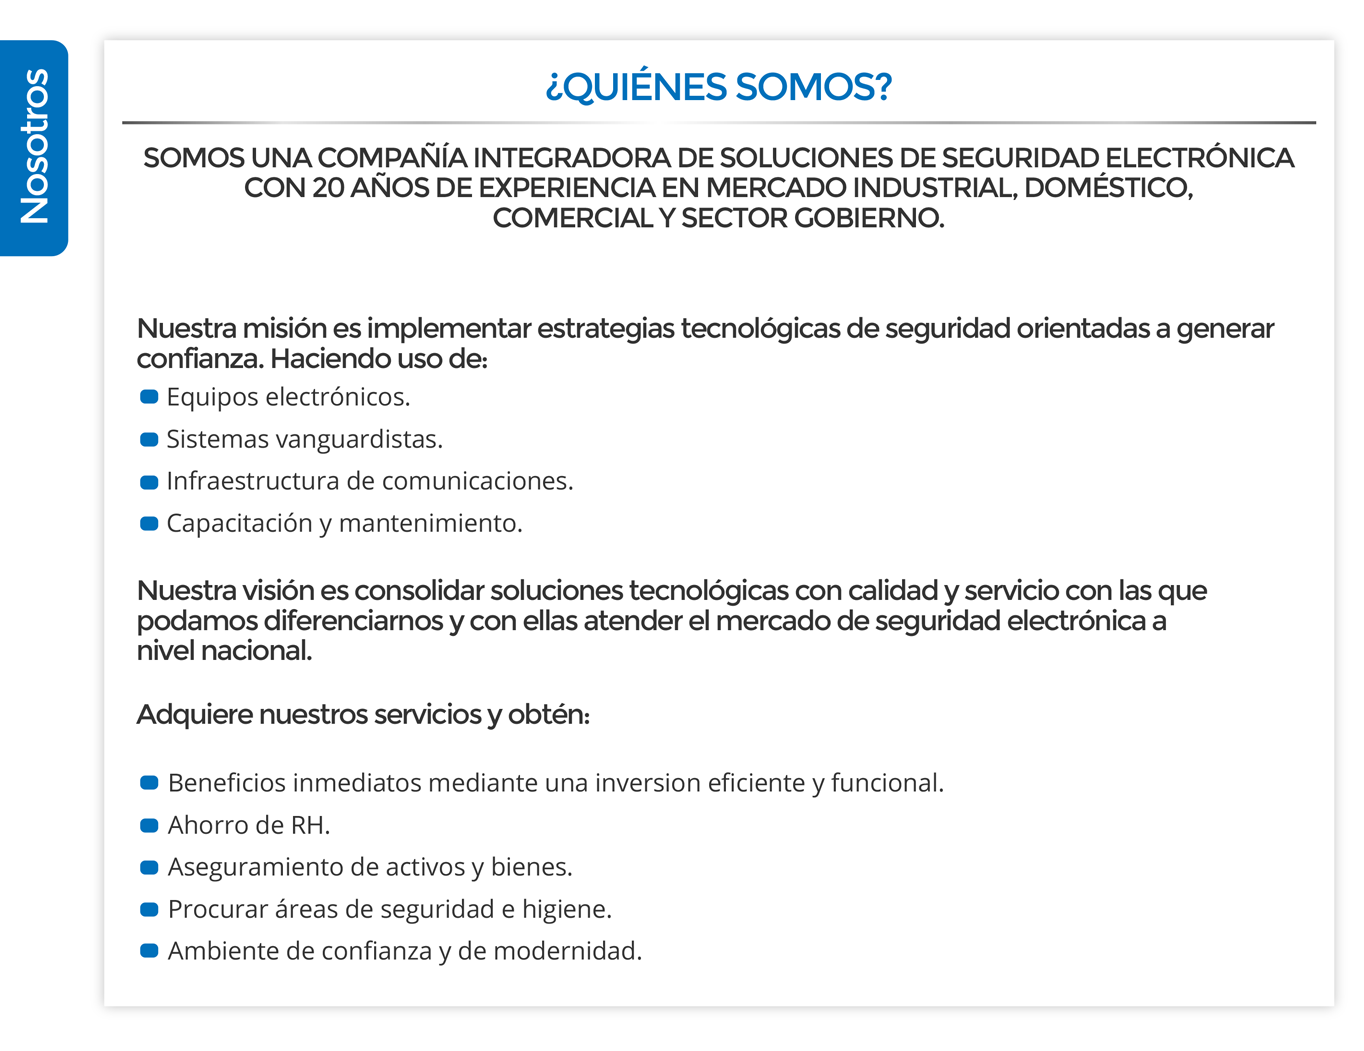 Nosotros
¿QUIÉNES SOMOS?
SOMOS UNA COMPAÑÍA INTEGRADORA DE SOLUCIONES DE SEGURIDAD ELECTRÓNICA
CON 20 AÑOS DE EXPERIENCIA EN MERCADO INDUSTRIAL, DOMÉSTICO,
COMERCIAL Y SECTOR GOBIERNO.
Nuestra misión es implementar estrategias tecnológicas de seguridad orientadas a generar
confianza. Haciendo uso de:
Equipos electrónicos.
Sistemas vanguardistas.
Infraestructura de comunicaciones.
Capacitación y mantenimiento.
Nuestra visión es consolidar soluciones tecnológicas con calidad y servicio con las que
podamos diferenciarnos y con ellas atender el mercado de seguridad electrónica a
nivel nacional.
Adquiere nuestros servicios y obtén:
Beneficios inmediatos mediante una inversion eficiente y funcional.
Ahorro de RH.
Aseguramiento de activos y bienes.
Procurar áreas de seguridad e higiene.
Ambiente de confianza y de modernidad.